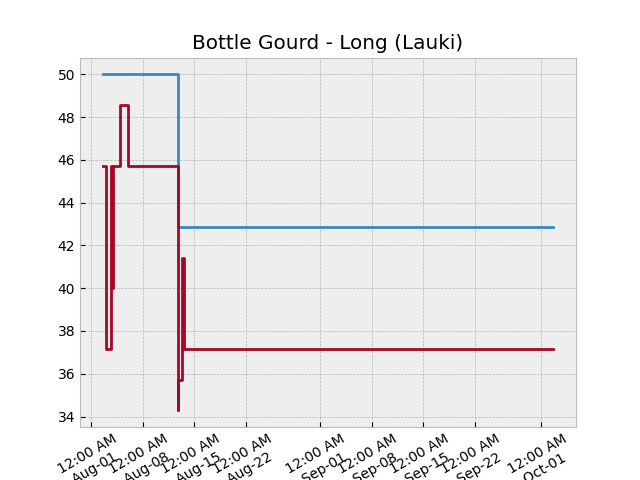 Bottle Gourd - Long (Lauki)
50
48
46
44
42
40
38
36
34
12:00 AM
Aug-01
12:00 AM
Aug-08
12:00 AM
Aug-15
12:00 AM
Aug-22
12:00 AM
Sep-01
12:00 AM
Sep-08
12:00 AM
Sep-15
12:00 AM
Sep-22
12:00 AM
Oct-01